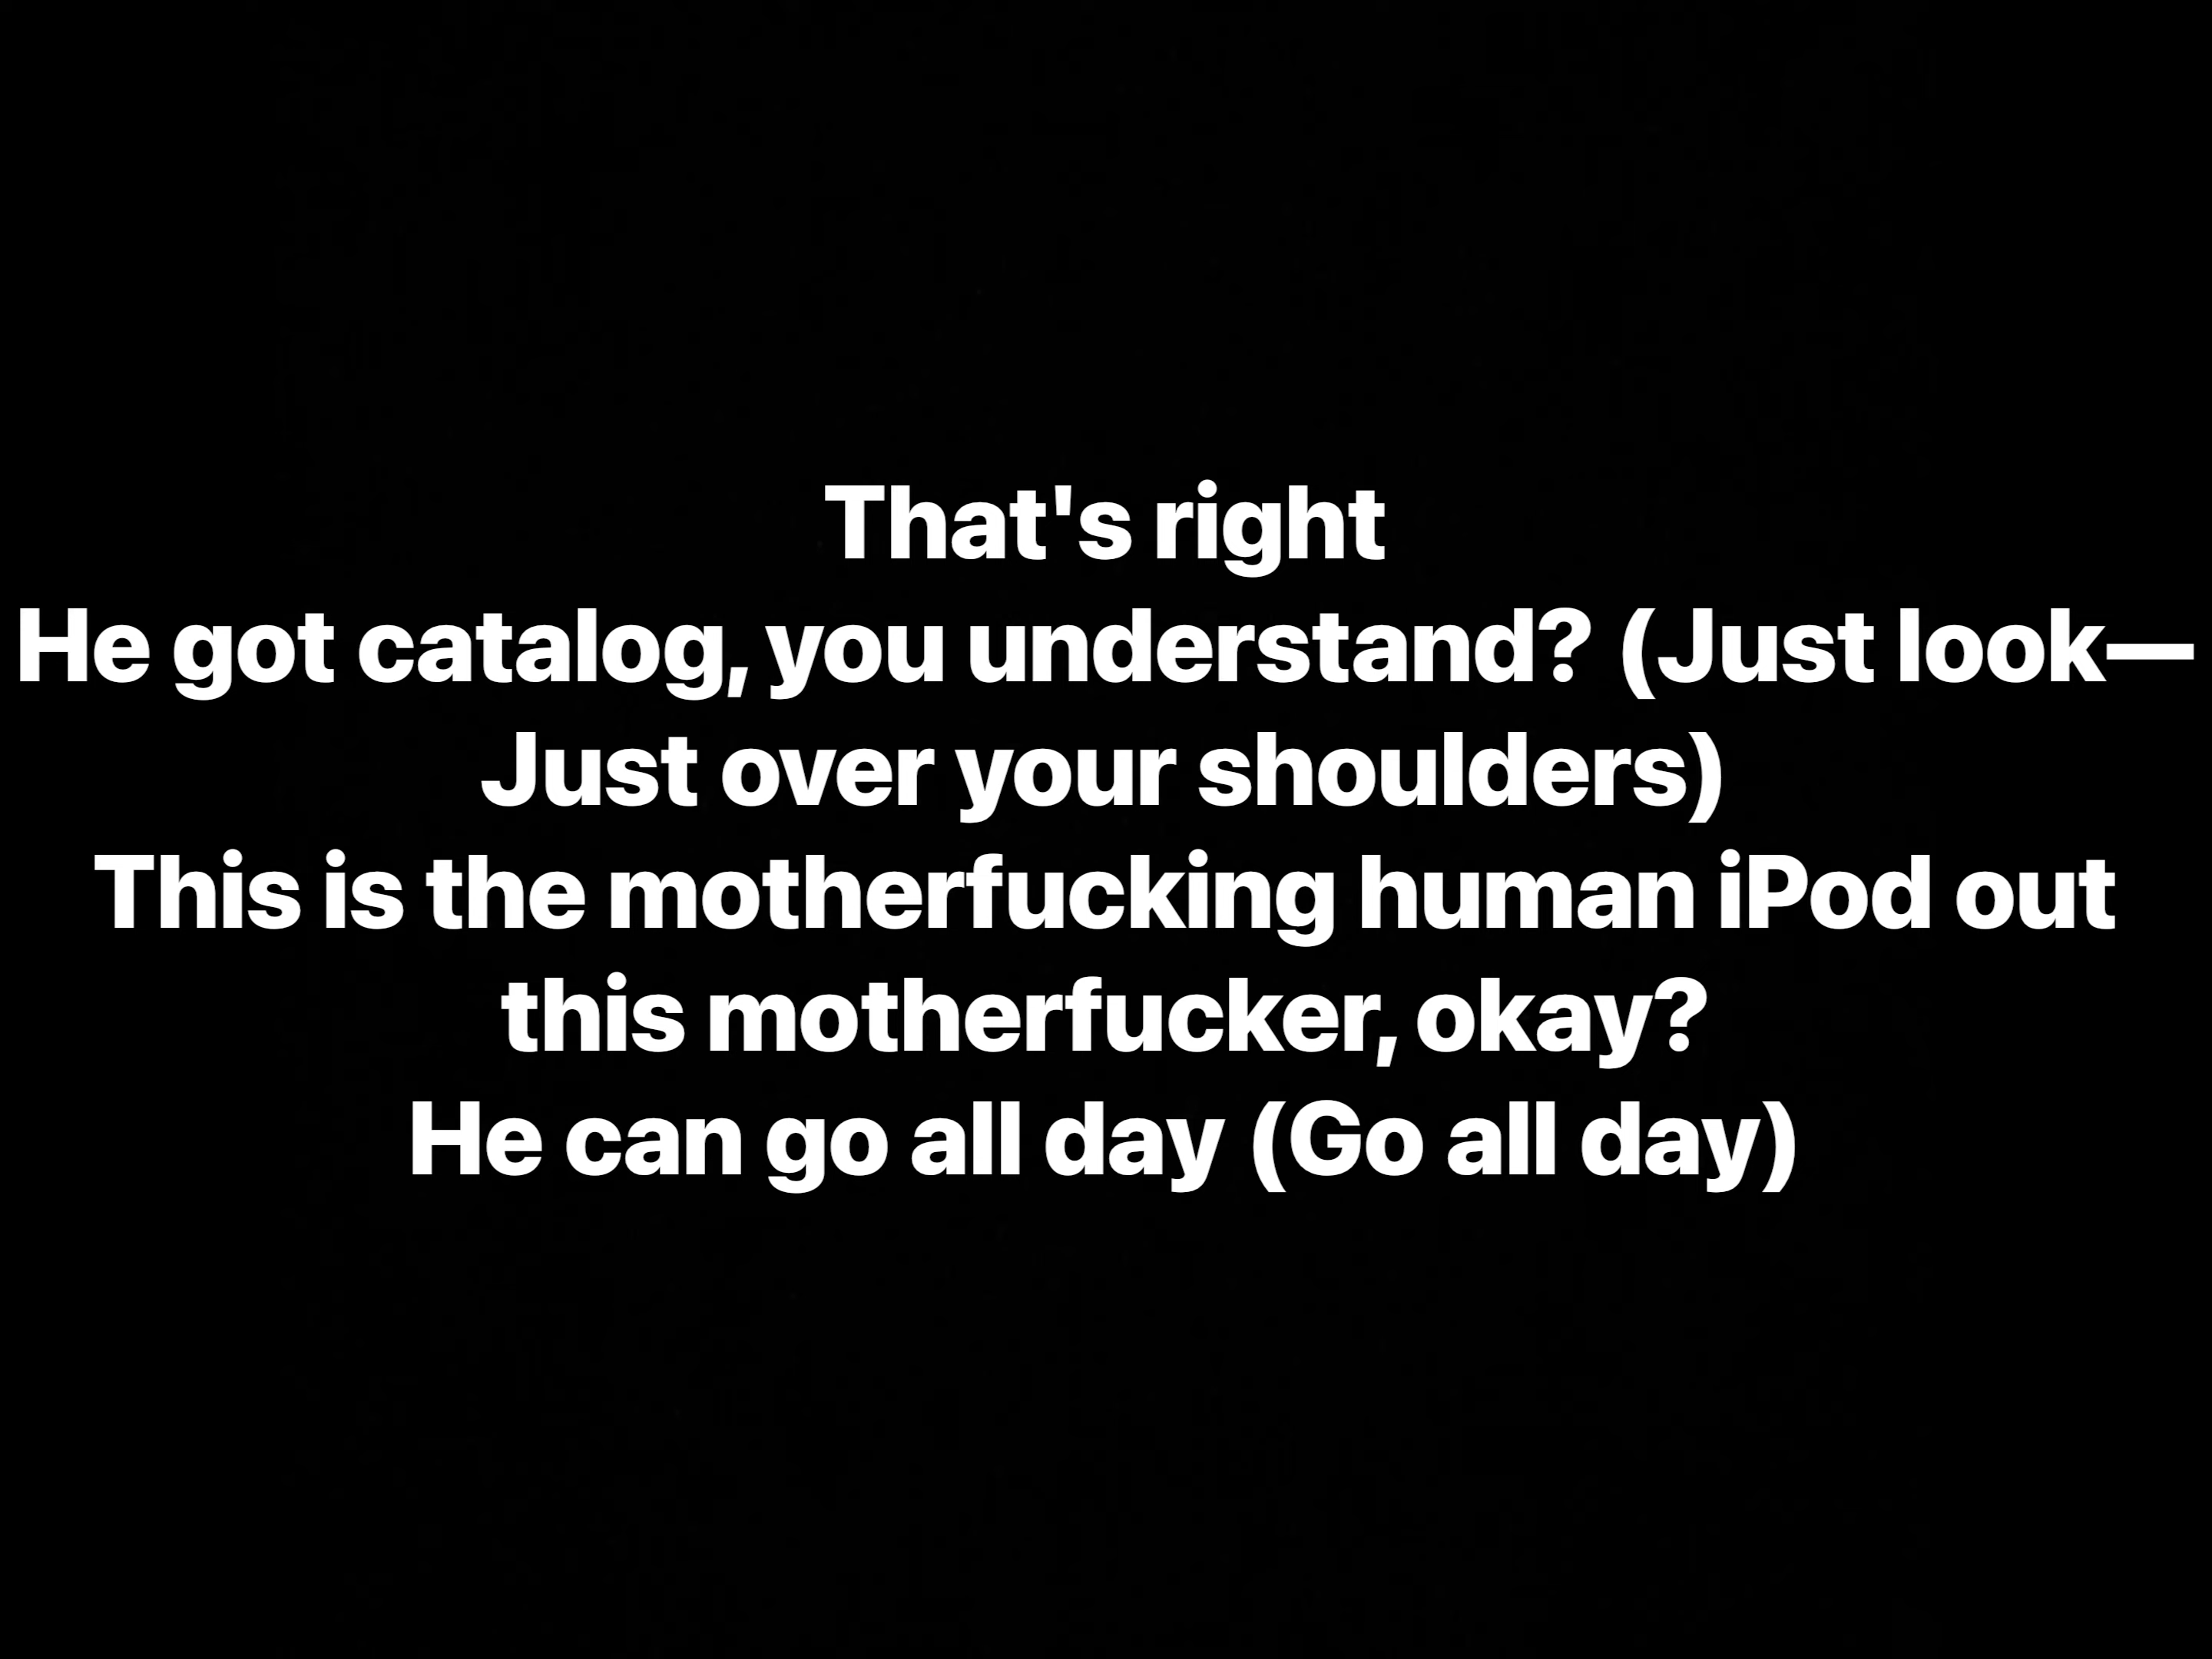 That's right
He got catalog, you understand? (Just look—
Just over your shoulders)
This is the motherfucking human iPod out
this motherfucker, okay?
He can go all day (Go all day)